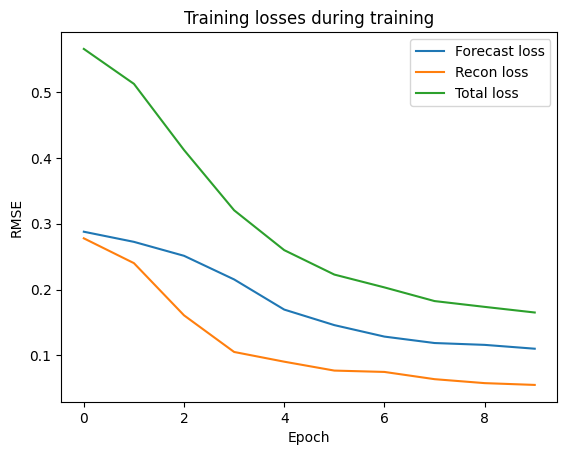 Training losses during training
Forecast loss
Recon loss
Total loss
0.5
0.4
0.3
0.2
0.1
RMSE
0 2 4 6 8
Epoch